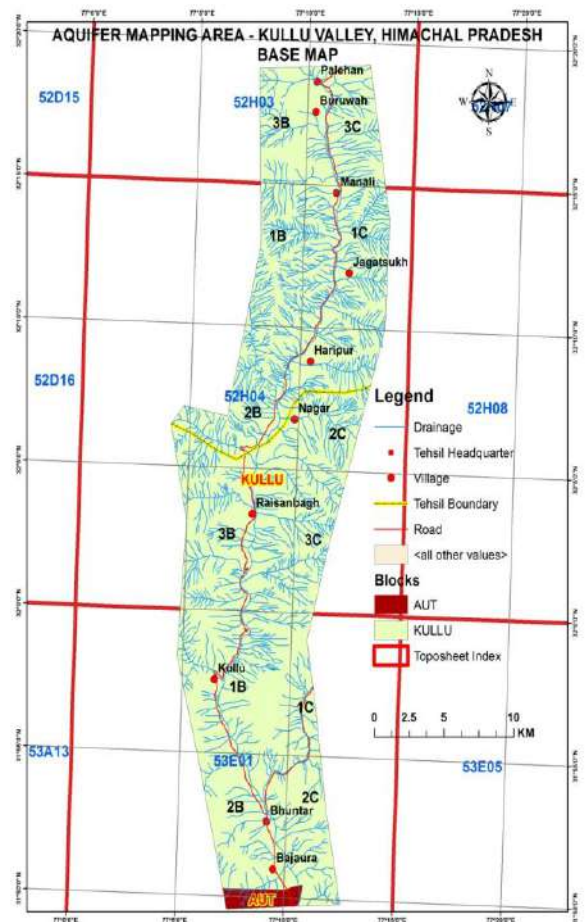 AQUIFER MAPPING AREA - KULLU VALLEY, HIMACHAL PRADESH
BASE MAP
Palehan
52D15
52H03
Buruwah
N
W
E
S
3B
3C
Manali
1B
1C
Jagatsukh
Haripur
52D16
52H04
52H08
2B
Nagar
2C
KULLU
Raisanbagh
3B
3C
Kullu
1B
1C
53A13
53E01
53E05
2B
2C
Bhuntar
Bajaura
AUT
Legend
Drainage
Tehsil Headquarter
Village
Tehsil Boundary
Road
<all other values>
Blocks
AUT
KULLU
Toposheet Index
0 2.5 5 10
KM